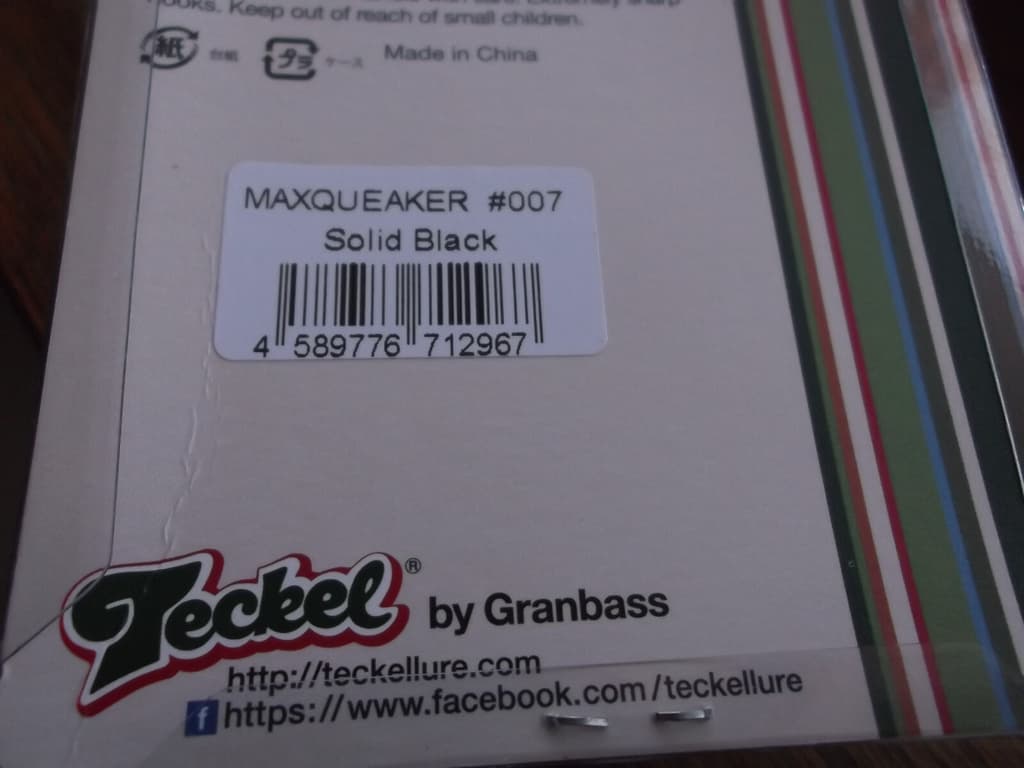 hooks. Keep out of reach of small children.
紙 台紙 プラ ケース Made in China
MAXQUEAKER #007
Solid Black
4 589776 712967
Teckel® by Granbass
http://teckellure.com
f https://www.facebook.com/teckellure